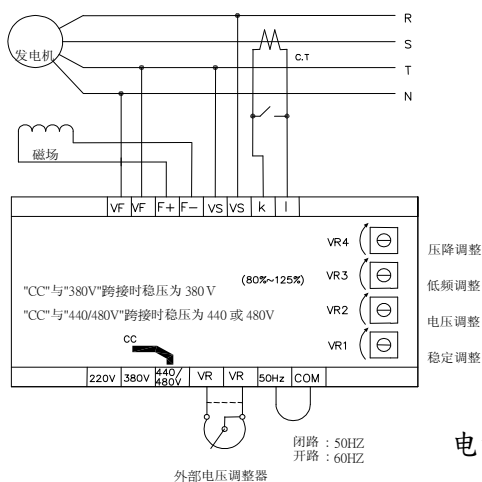 R
发电机
S
C.T
T
N
磁场
VF VF F+ F- VS VS k l
VR4
压降调整
(80%~125%)
VR3
低频调整
"CC"与"380V"跨接时稳压为 380 V
"CC"与"440/480V"跨接时稳压为 440 或 480V
VR2
电压调整
CC
VR1
稳定调整
220V 380V 440/480V VR VR 50Hz COM
闭路 : 50HZ
开路 : 60HZ
电
外部电压调整器